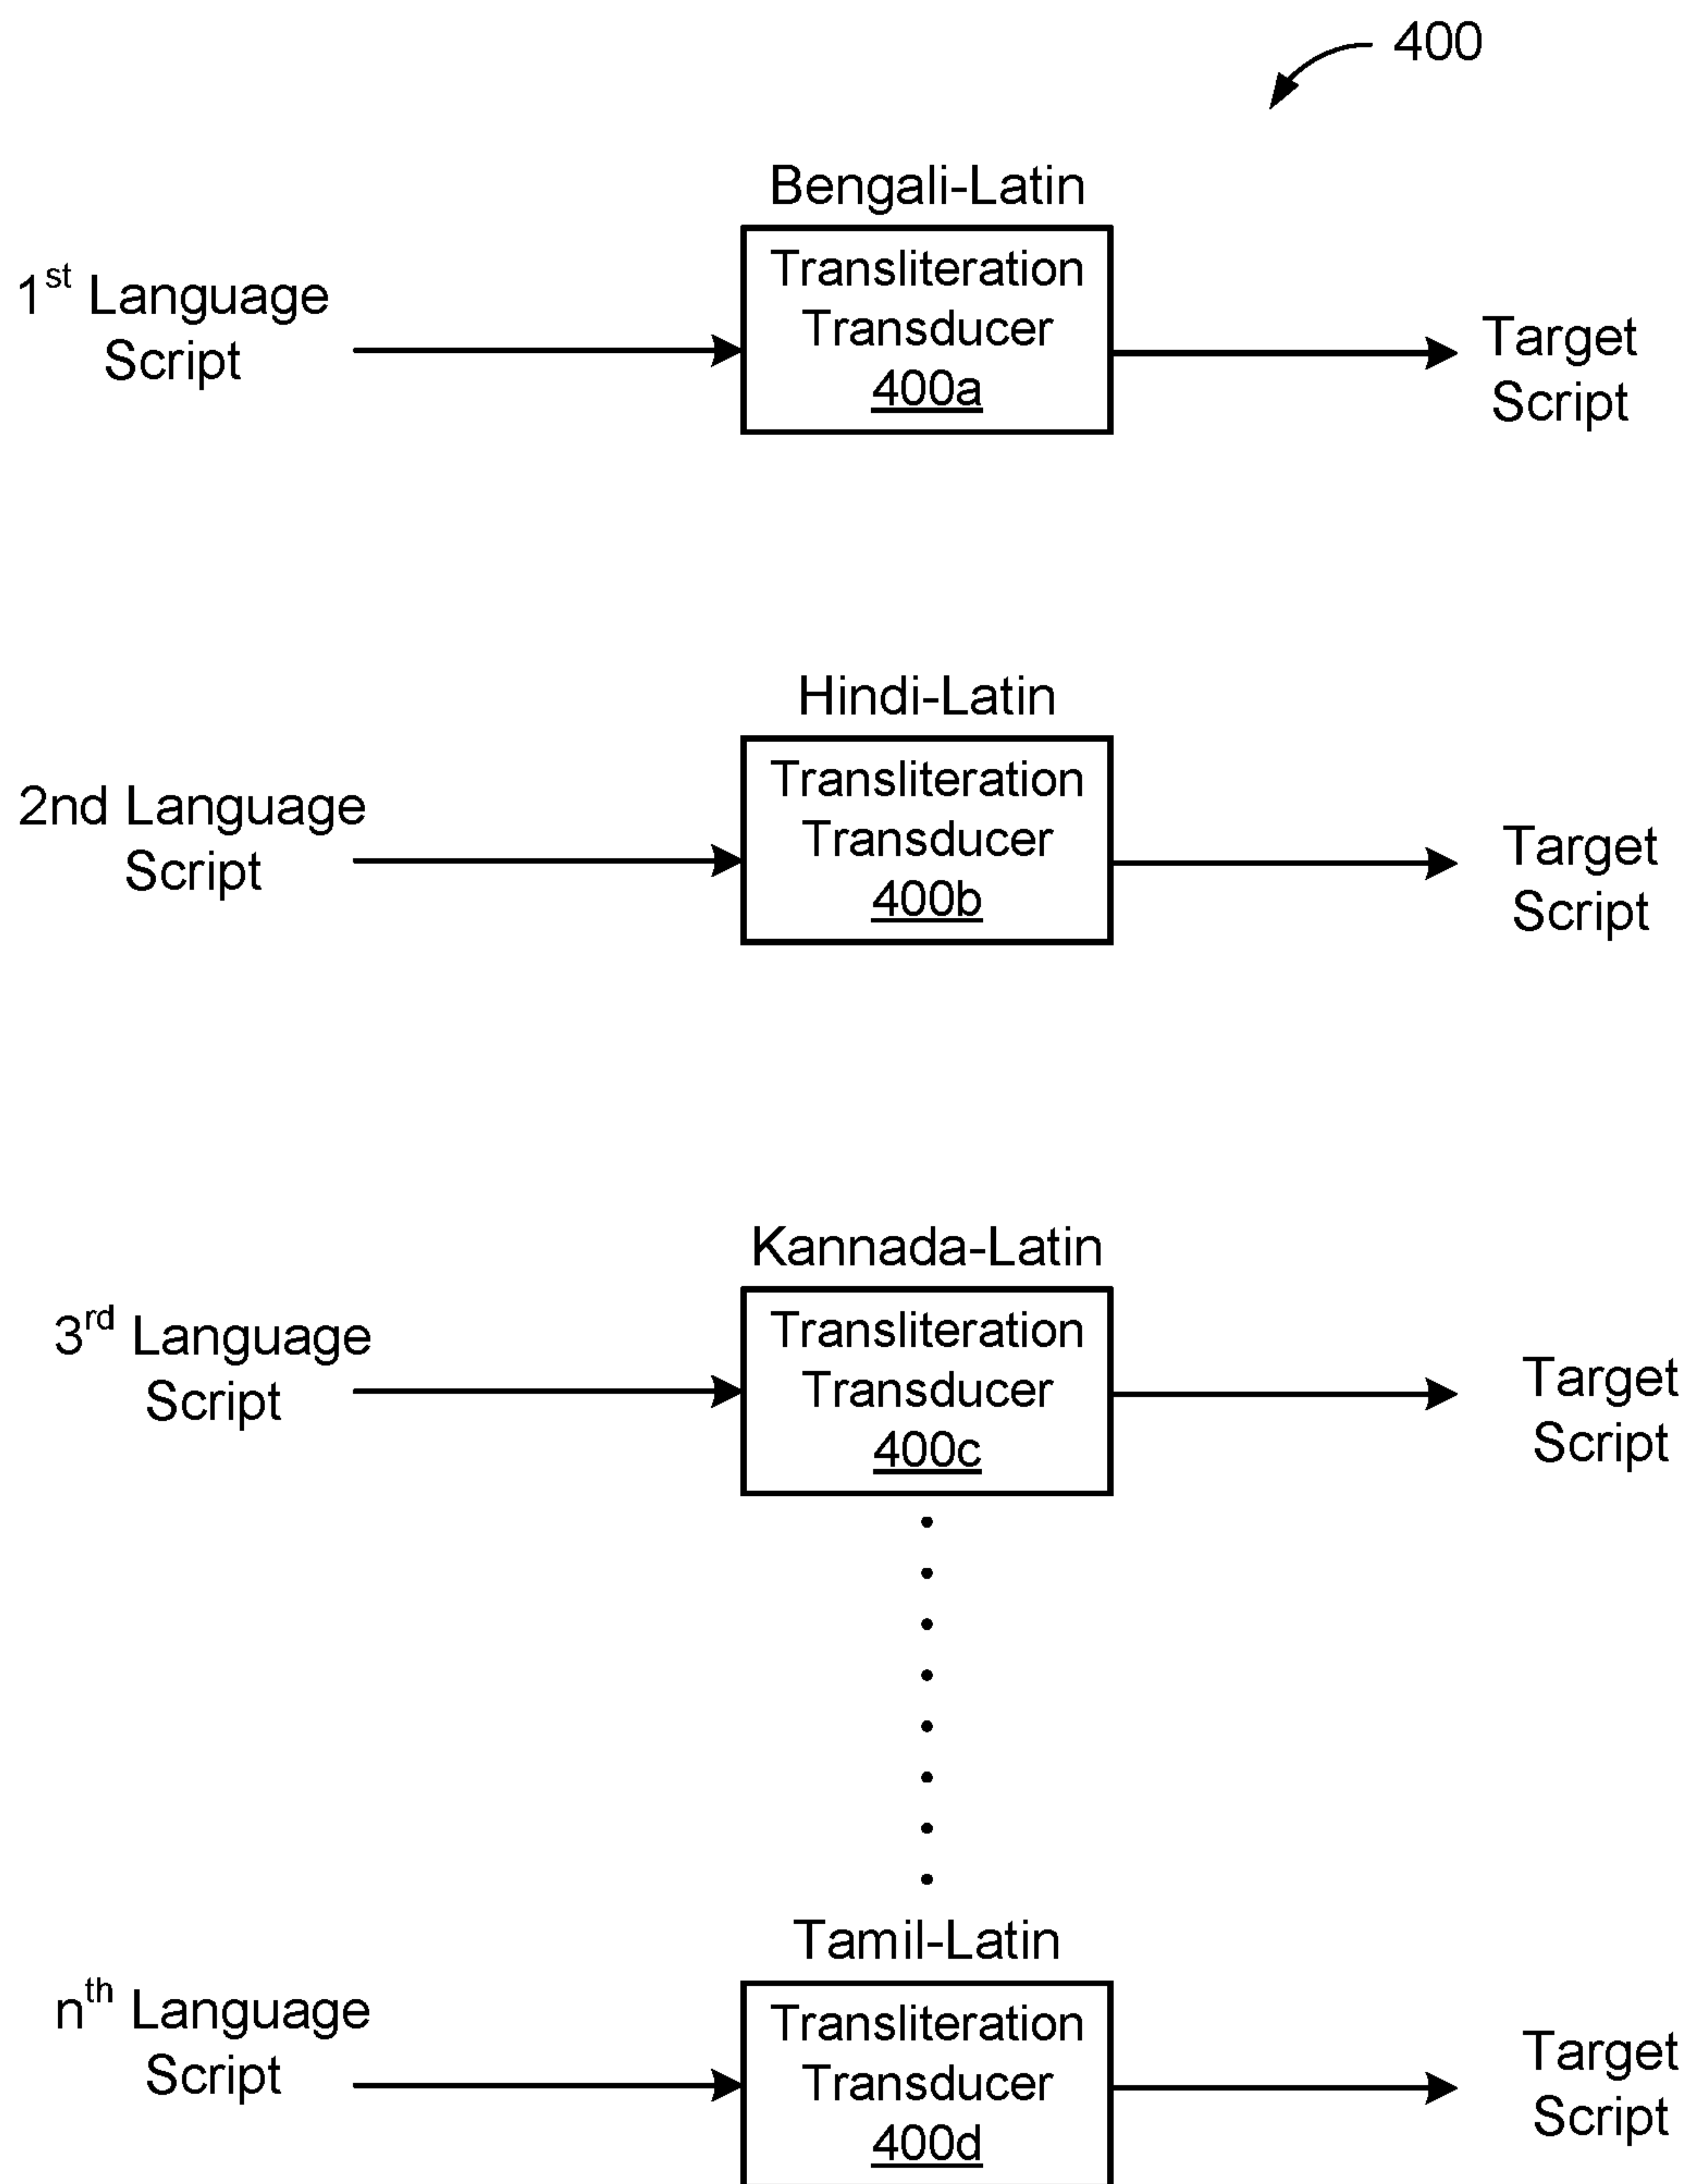 400
Bengali-Latin
1st Language
Script
Transliteration
Transducer
400a
Target
Script
Hindi-Latin
2nd Language
Script
Transliteration
Transducer
400b
Target
Script
Kannada-Latin
3rd Language
Script
Transliteration
Transducer
400c
Target
Script
Tamil-Latin
nth Language
Script
Transliteration
Transducer
400d
Target
Script